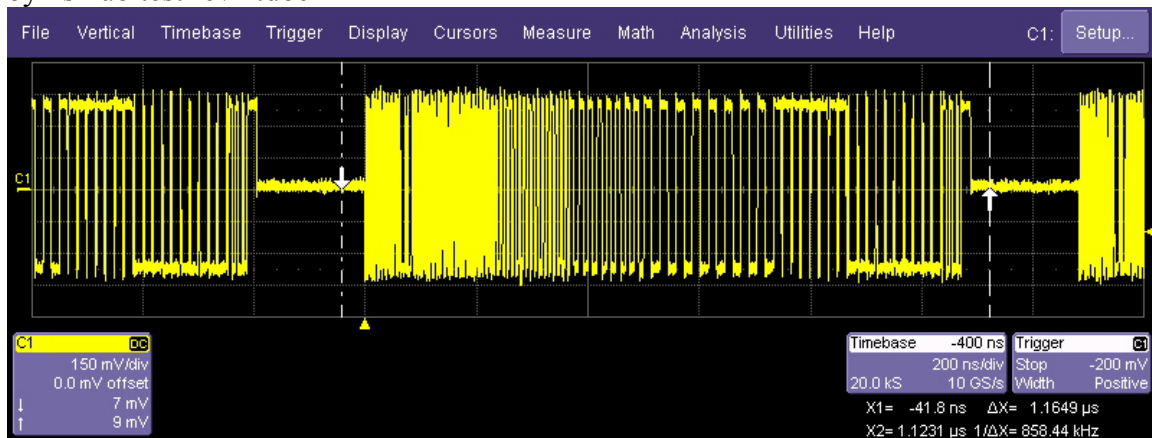 File Vertical Timebase Trigger Display Cursors Measure Math Analysis Utilities Help C1: Setup...
C1
C1 DC
150 mV/div
0.0 mV offset
↓ 7 mV
↑ 9 mV
Timebase -400 ns
200 ns/div
20.0 kS 10 GS/s
Trigger C1
Stop -200 mV
Width Positive
X1= -41.8 ns ΔX= 1.1649 µs
X2= 1.1231 µs 1/ΔX= 858.44 kHz